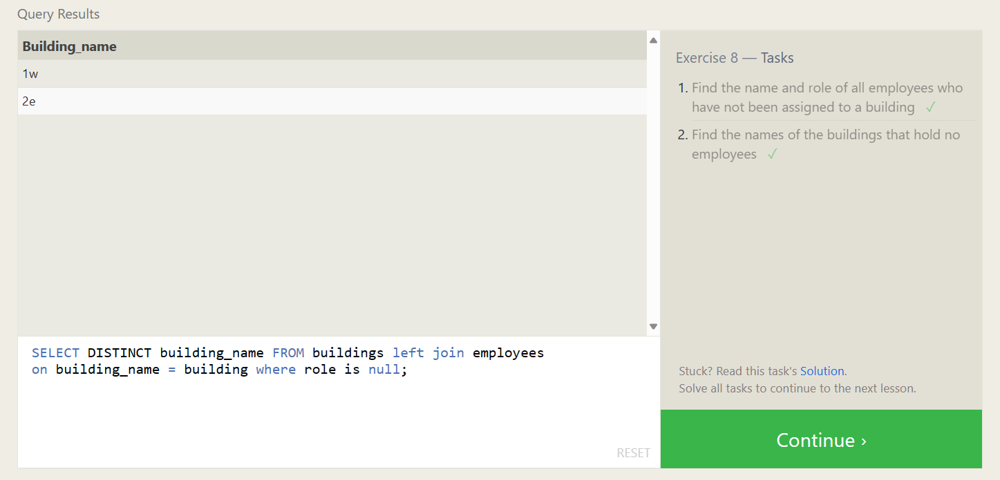 Query Results
Building_name
1w
2e
SELECT DISTINCT building_name FROM buildings left join employees
on building_name = building where role is null;
RESET
Exercise 8 — Tasks
1. Find the name and role of all employees who
have not been assigned to a building ✓
2. Find the names of the buildings that hold no
employees ✓
Stuck? Read this task's Solution.
Solve all tasks to continue to the next lesson.
Continue ›